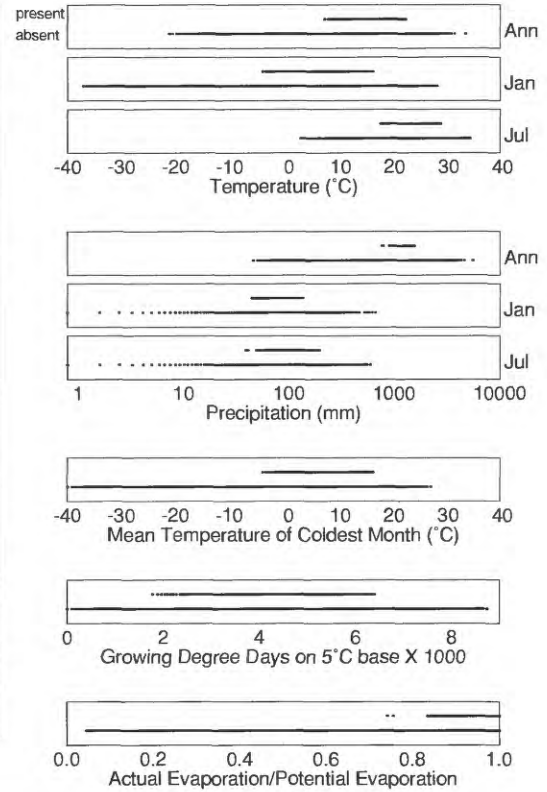 present
absent
Ann
Jan
Jul
-40 -30 -20 -10 0 10 20 30 40
Temperature (˚C)
Ann
Jan
Jul
1 10 100 1000 10000
Precipitation (mm)
-40 -30 -20 -10 0 10 20 30 40
Mean Temperature of Coldest Month (˚C)
0 2 4 6 8
Growing Degree Days on 5˚C base X 1000
0.0 0.2 0.4 0.6 0.8 1.0
Actual Evaporation/Potential Evaporation